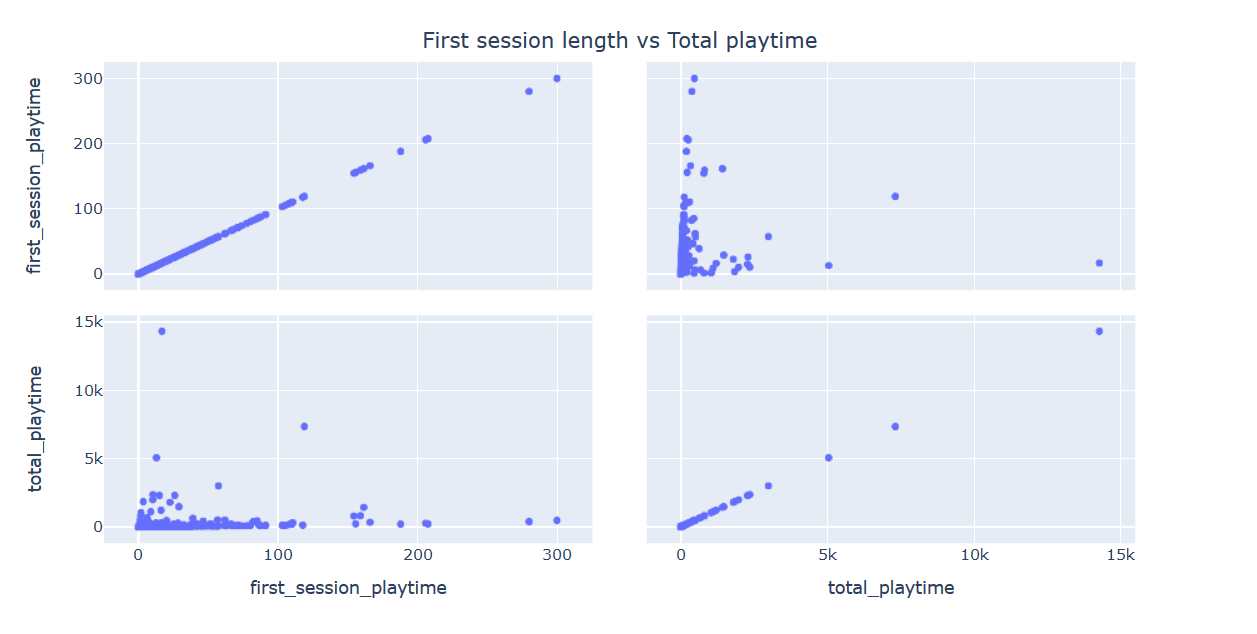 First session length vs Total playtime
first_session_playtime
300
200
100
0
total_playtime
15k
10k
5k
0
0
100
200
300
first_session_playtime
0
5k
10k
15k
total_playtime